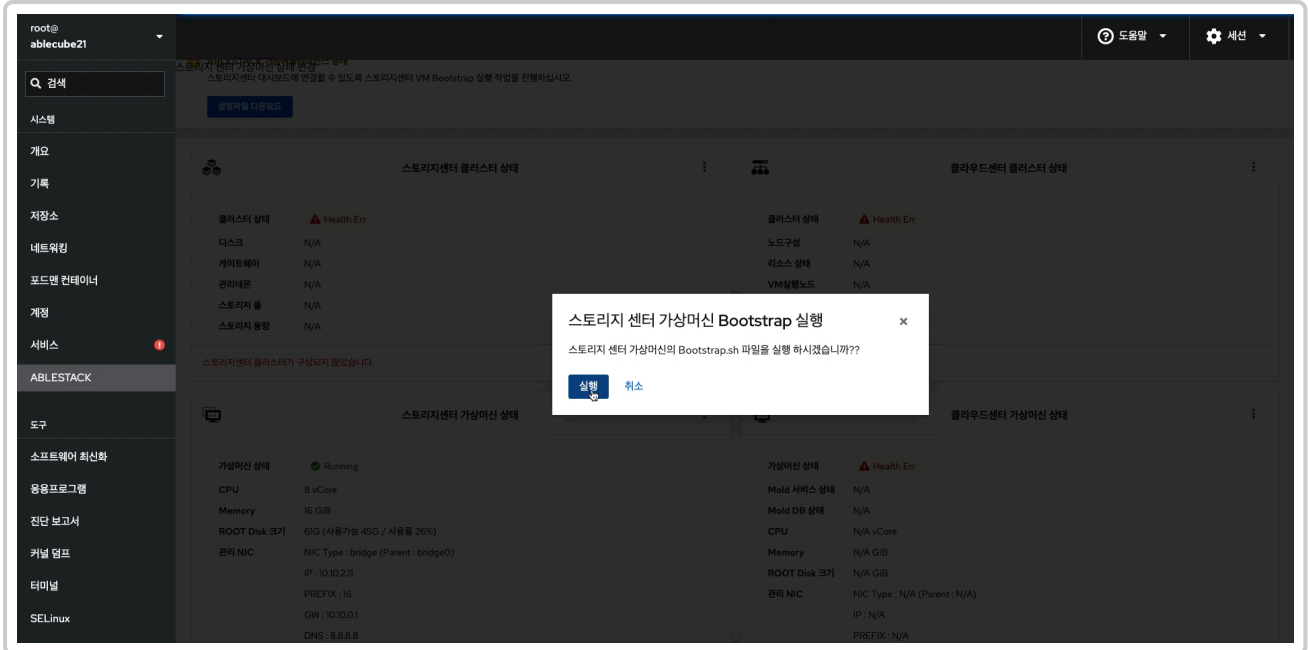 root@
ablecube21
도움말
세션
검색
스토리지센터 대시보드에 연결할 수 있도록 스토리지센터 VM Bootstrap 실행 작업을 진행하십시오.
설정파일 다운로드
시스템
개요
기록
저장소
네트워킹
포드맨 컨테이너
계정
서비스
ABLESTACK
도구
소프트웨어 최신화
응용프로그램
진단 보고서
커널 덤프
터미널
SELinux
스토리지센터 클러스터 상태
클러스터 상태 Health Err
디스크 N/A
게이트웨이 N/A
관리데몬 N/A
스토리지 풀 N/A
스토리지 용량 N/A
스토리지센터 클러스터가 구성되지 않았습니다.
클라우드센터 클러스터 상태
클러스터 상태 Health Err
노드구성 N/A
리소스 상태 N/A
VM실행노드 N/A
스토리지 센터 가상머신 Bootstrap 실행
스토리지 센터 가상머신의 Bootstrap.sh 파일을 실행 하시겠습니까??
실행 취소
스토리지센터 가상머신 상태
가상머신 상태 Running
CPU 8 vCore
Memory 16 GiB
ROOT Disk 크기 61G (사용가능 45G / 사용률 26%)
관리 NIC NIC Type : bridge (Parent : bridge0)
IP : 10.10.2.11
PREFIX : 16
GW : 10.10.0.1
DNS : 8.8.8.8
클라우드센터 가상머신 상태
가상머신 상태 Health Err
Mold 서비스 상태 N/A
Mold DB 상태 N/A
CPU N/A vCore
Memory N/A GiB
ROOT Disk 크기 N/A GiB
관리 NIC NIC Type : N/A (Parent : N/A)
IP : N/A
PREFIX : N/A